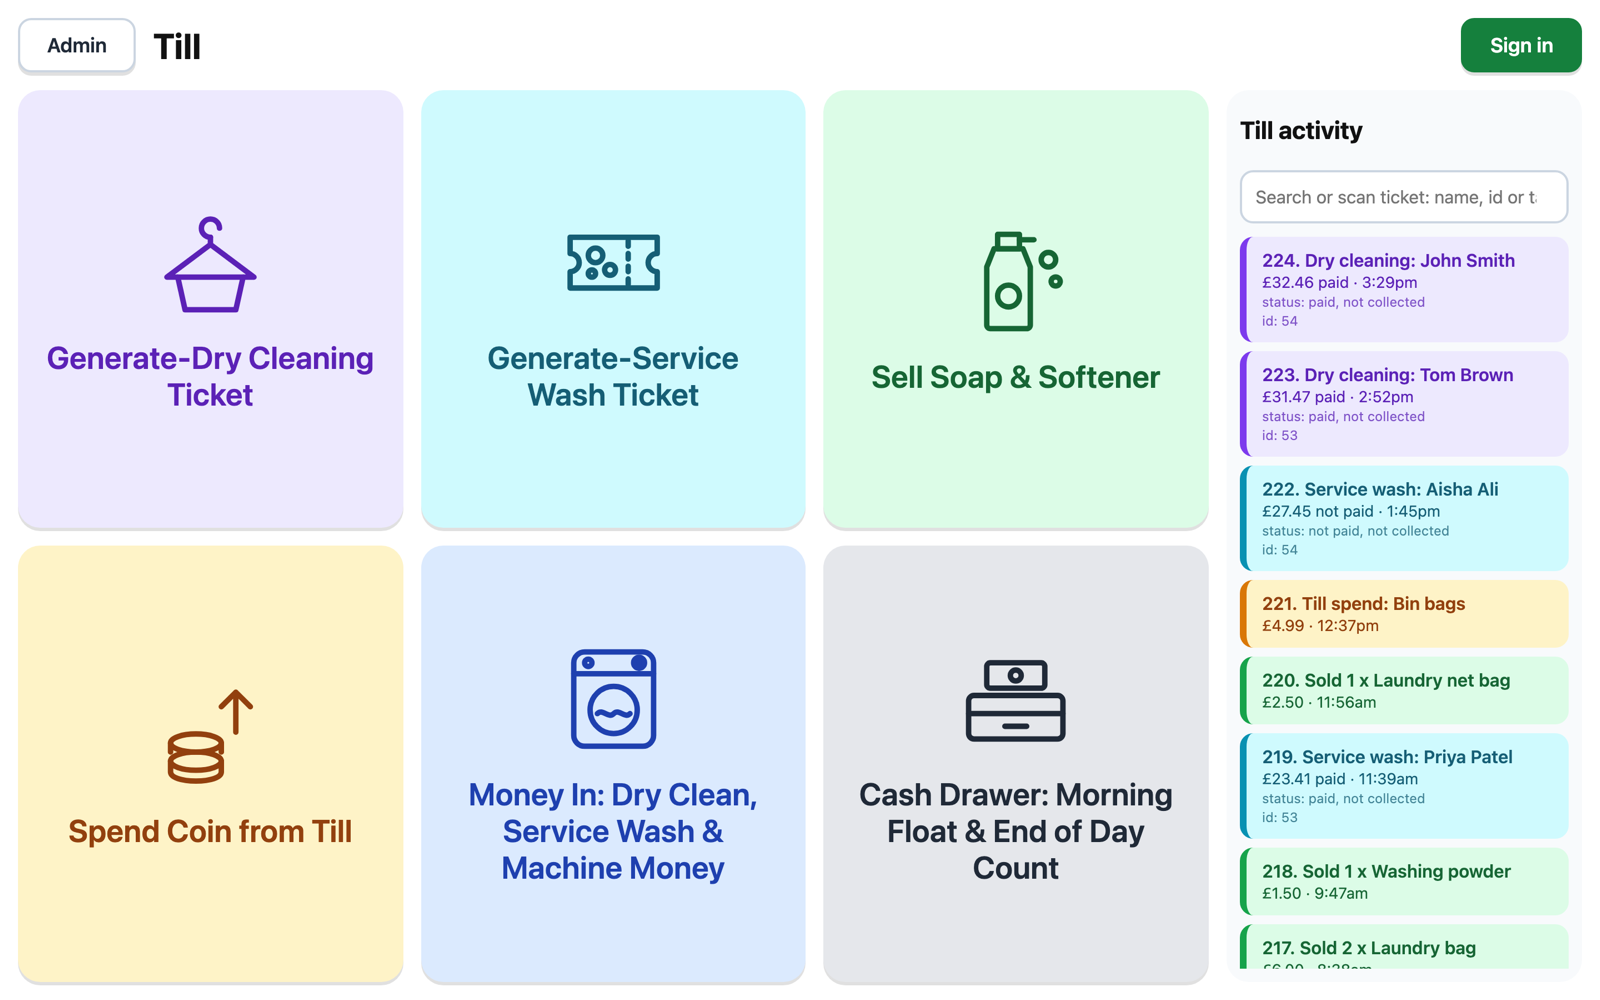 Admin
Till
Sign in
Generate-Dry Cleaning
Ticket
Generate-Service
Wash Ticket
Sell Soap & Softener
Spend Coin from Till
Money In: Dry Clean,
Service Wash &
Machine Money
Cash Drawer: Morning
Float & End of Day
Count
Till activity
Search or scan ticket: name, id or
224. Dry cleaning: John Smith
£32.46 paid · 3:29pm
status: paid, not collected
id: 54
223. Dry cleaning: Tom Brown
£31.47 paid · 2:52pm
status: paid, not collected
id: 53
222. Service wash: Aisha Ali
£27.45 not paid · 1:45pm
status: not paid, not collected
id: 54
221. Till spend: Bin bags
£4.99 · 12:37pm
220. Sold 1 x Laundry net bag
£2.50 · 11:56am
219. Service wash: Priya Patel
£23.41 paid · 11:39am
status: paid, not collected
id: 53
218. Sold 1 x Washing powder
£1.50 · 9:47am
217. Sold 2 x Laundry bag